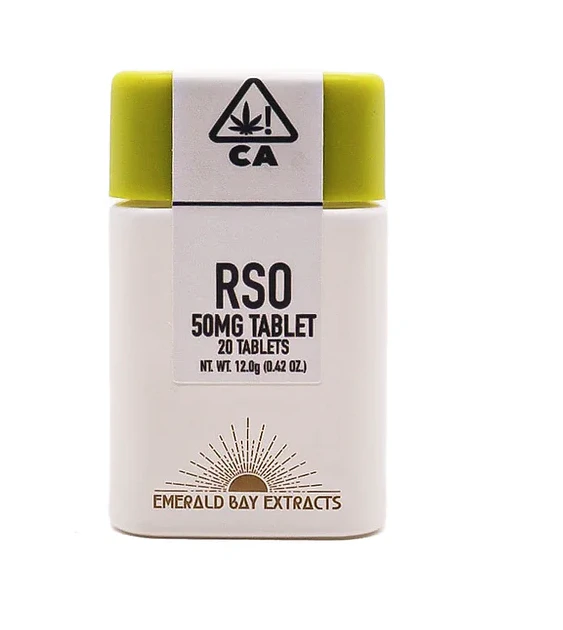 CA
RSO
50MG TABLET
20 TABLETS
NT. WT. 12.0g (0.42 OZ.)
EMERALD BAY EXTRACTS